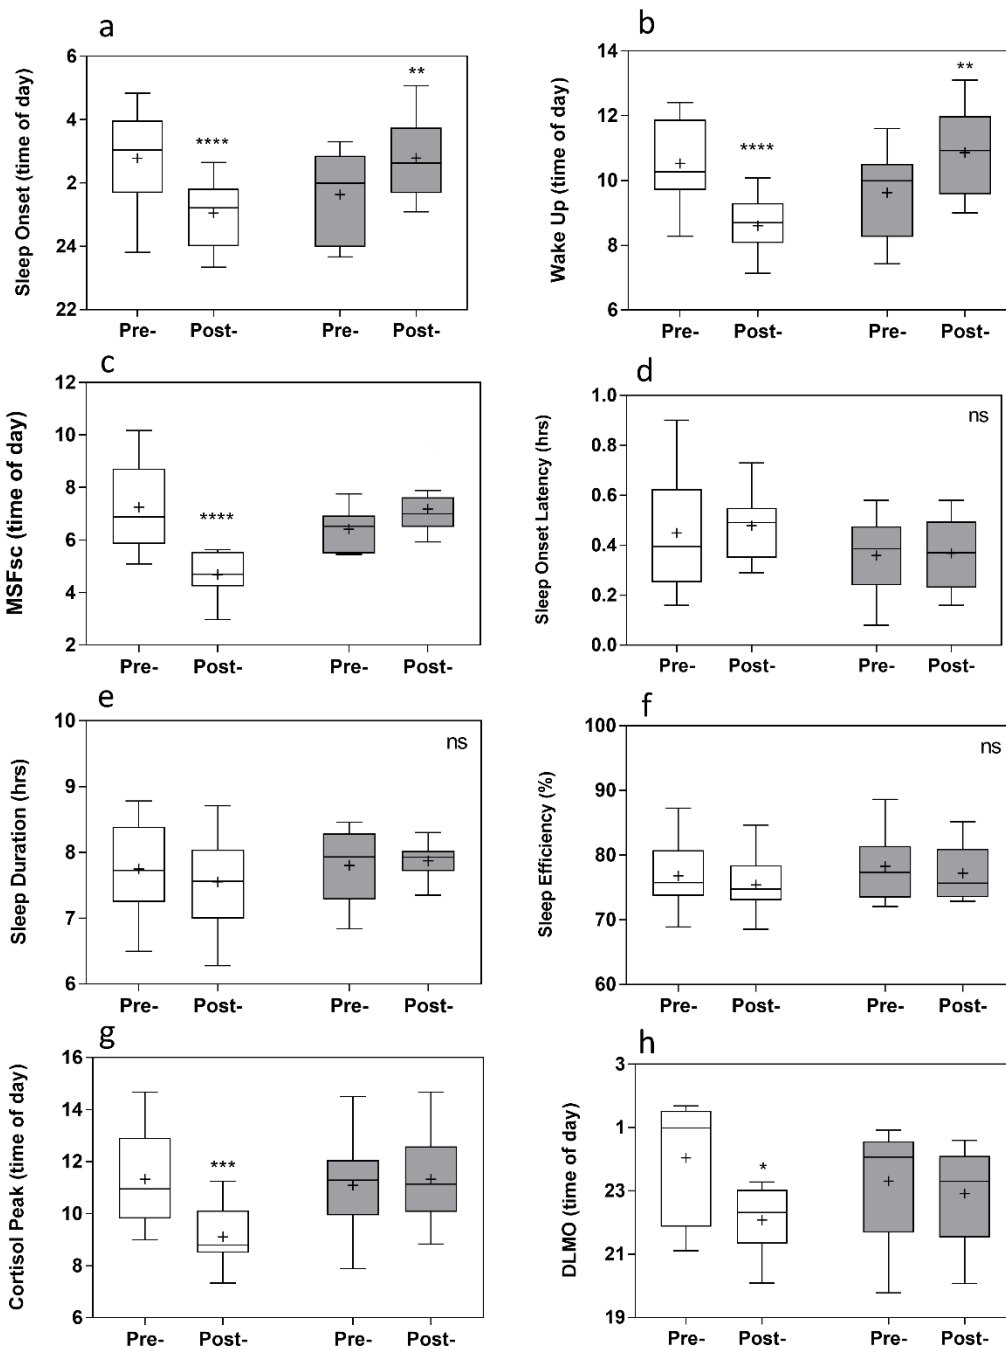 a
Sleep Onset (time of day)
6
4
2
24
22
****
**
Pre-
Post-
Pre-
Post-
b
Wake Up (time of day)
14
12
10
8
6
****
**
Pre-
Post-
Pre-
Post-
c
MSFsc (time of day)
12
10
8
6
4
2
****
Pre-
Post-
Pre-
Post-
d
Sleep Onset Latency (hrs)
1.0
0.8
0.6
0.4
0.2
0.0
ns
Pre-
Post-
Pre-
Post-
e
Sleep Duration (hrs)
10
9
8
7
6
ns
Pre-
Post-
Pre-
Post-
f
Sleep Efficiency (%)
100
90
80
70
60
ns
Pre-
Post-
Pre-
Post-
g
Cortisol Peak (time of day)
16
14
12
10
8
6
***
Pre-
Post-
Pre-
Post-
h
DLMO (time of day)
3
1
23
21
19
*
Pre-
Post-
Pre-
Post-